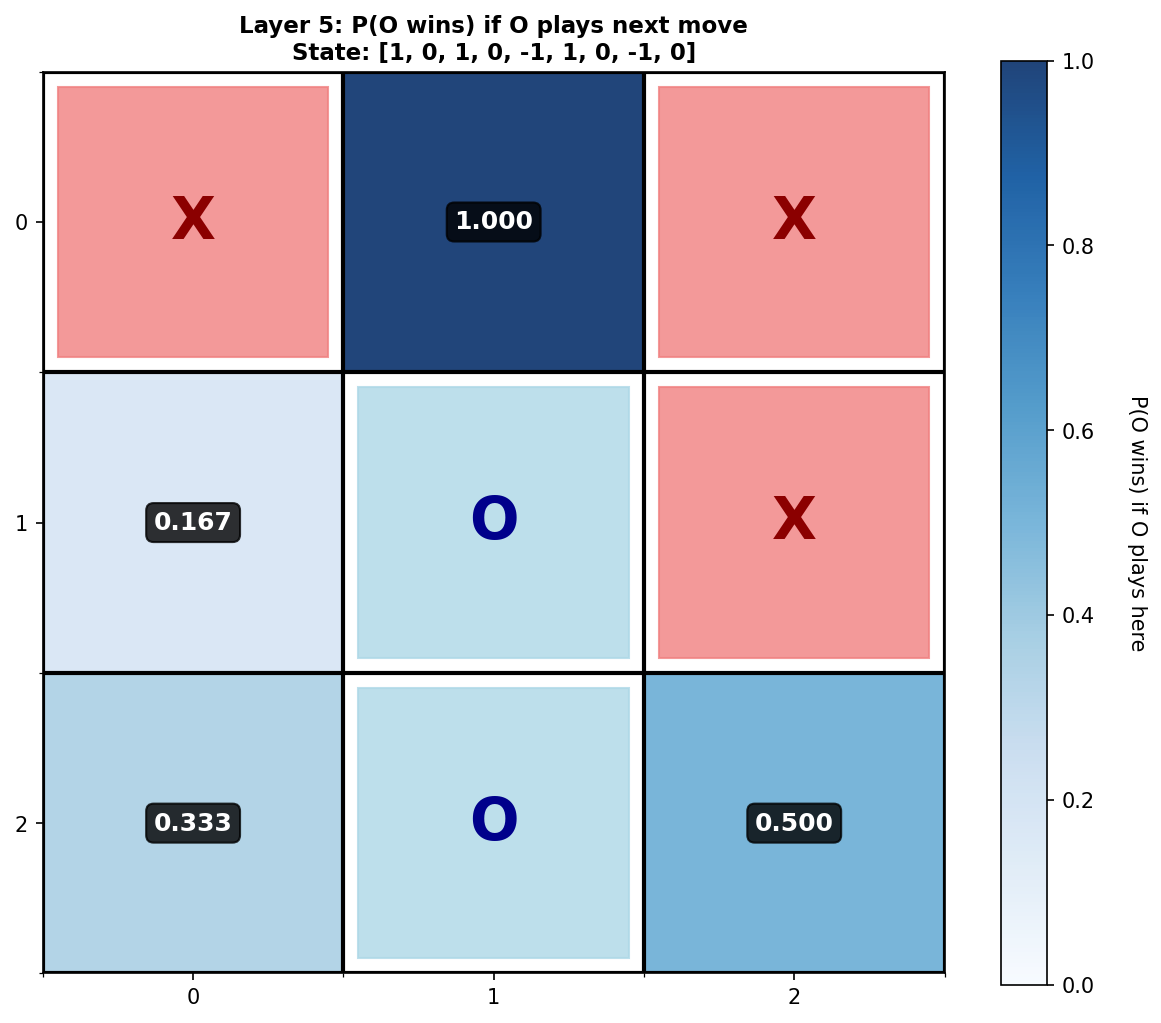 Layer 5: P(O wins) if O plays next move
State: [1, 0, 1, 0, -1, 1, 0, -1, 0]
X
1.000
X
0
0.167
O
X
1
0.333
O
0.500
2
0
1
2
1.0
0.8
0.6
0.4
0.2
0.0
P(O wins) if O plays here